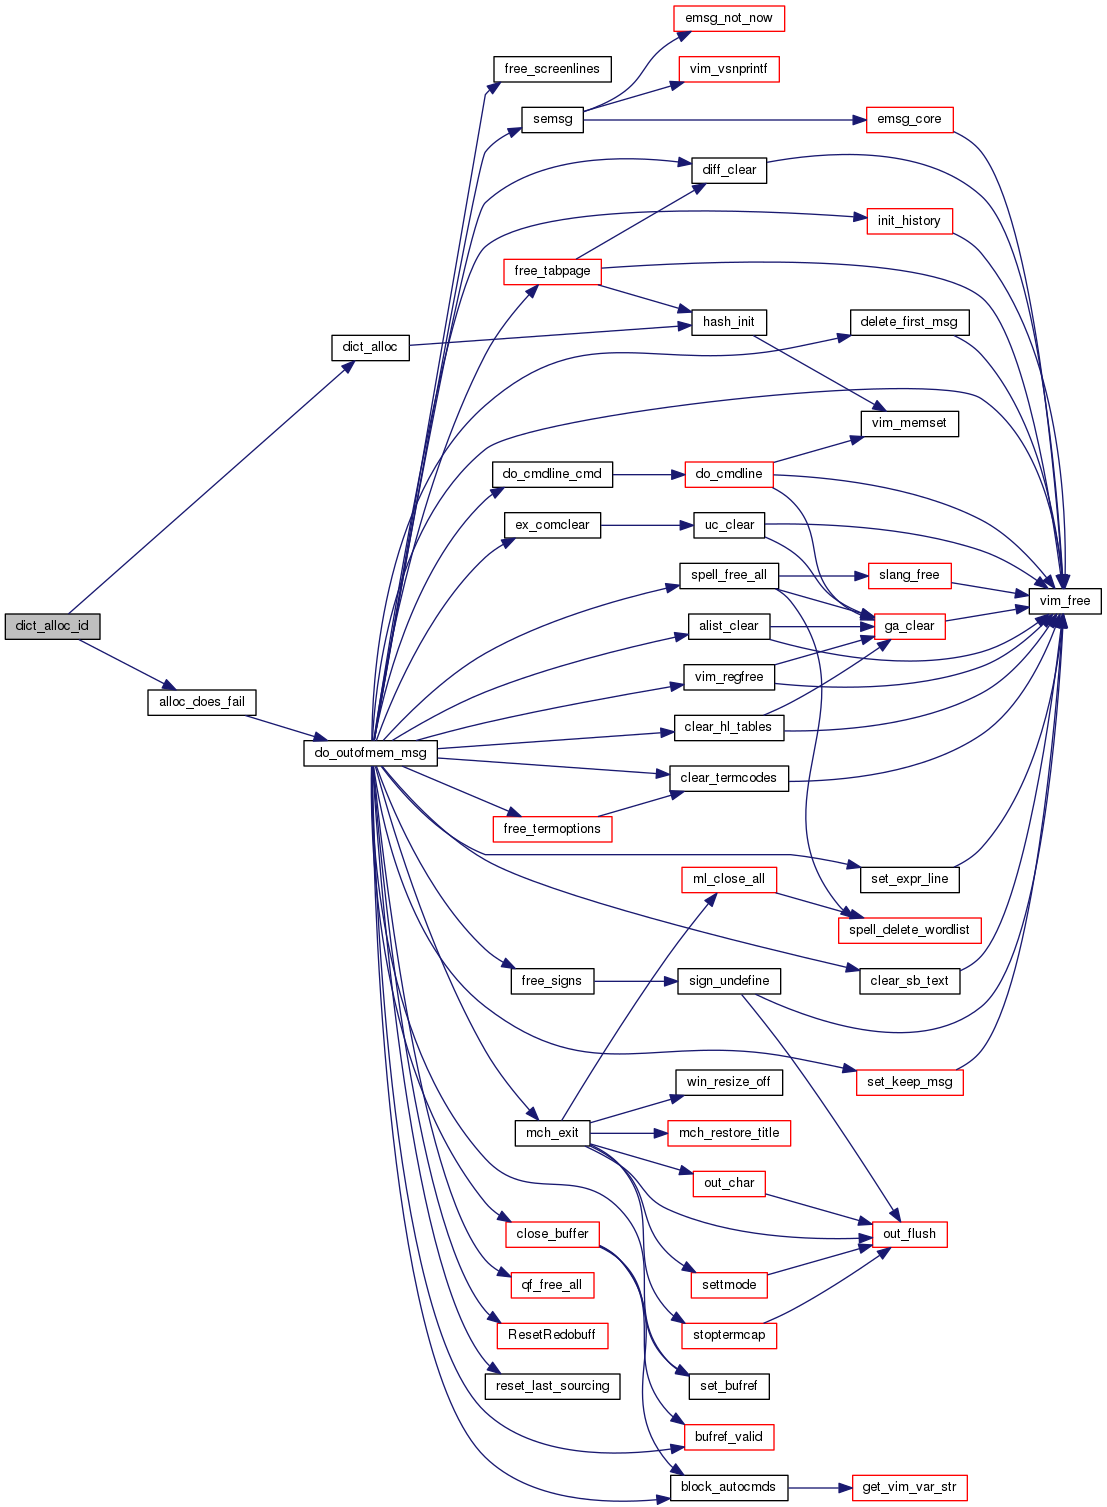 emsg_not_now
free_screenlines
vim_vsnprintf
semsg
emsg_core
diff_clear
init_history
free_tabpage
hash_init
delete_first_msg
dict_alloc
vim_memset
do_cmdline_cmd
do_cmdline
ex_comclear
uc_clear
spell_free_all
slang_free
vim_free
dict_alloc_id
alist_clear
ga_clear
vim_regfree
alloc_does_fail
clear_hl_tables
do_outofmem_msg
clear_termcodes
free_termoptions
ml_close_all
set_expr_line
spell_delete_wordlist
free_signs
sign_undefine
clear_sb_text
win_resize_off
set_keep_msg
mch_exit
mch_restore_title
out_char
close_buffer
out_flush
qf_free_all
settmode
ResetRedobuff
stoptermcap
reset_last_sourcing
set_bufref
bufref_valid
block_autocmds
get_vim_var_str